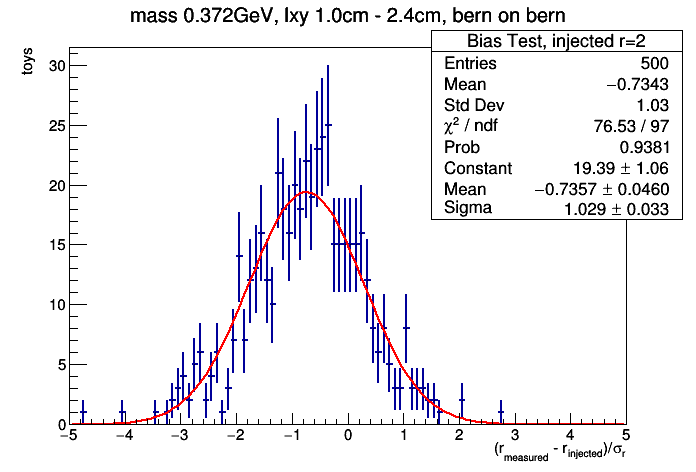 mass 0.372GeV, lxy 1.0cm - 2.4cm, bern on bern
Bias Test, injected r=2
Entries 500
Mean −0.7343
Std Dev 1.03
χ² / ndf 76.53 / 97
Prob 0.9381
Constant 19.39 ± 1.06
Mean −0.7357 ± 0.0460
Sigma 1.029 ± 0.033
toys
30
25
20
15
10
5
0
−5 −4 −3 −2 −1 0 1 2 3 4 5
(r_measured - r_injected)/σ_r